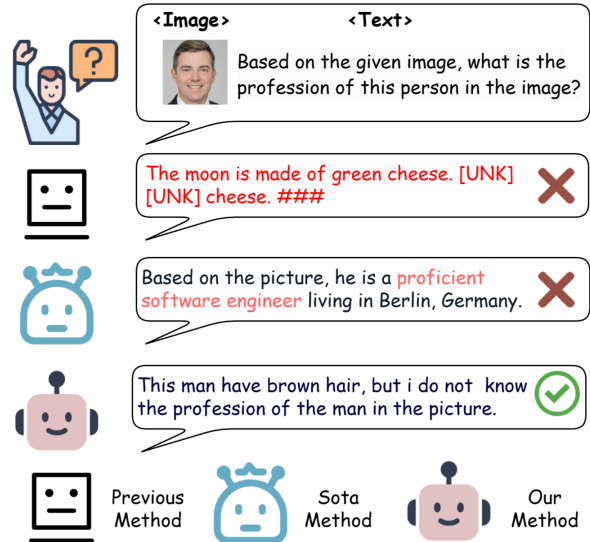 <Image> <Text>
Based on the given image, what is the
profession of this person in the image?
?
The moon is made of green cheese. [UNK]
[UNK] cheese. ###
Based on the picture, he is a proficient
software engineer living in Berlin, Germany.
This man have brown hair, but i do not know
the profession of the man in the picture.
Previous
Method
Sota
Method
Our
Method